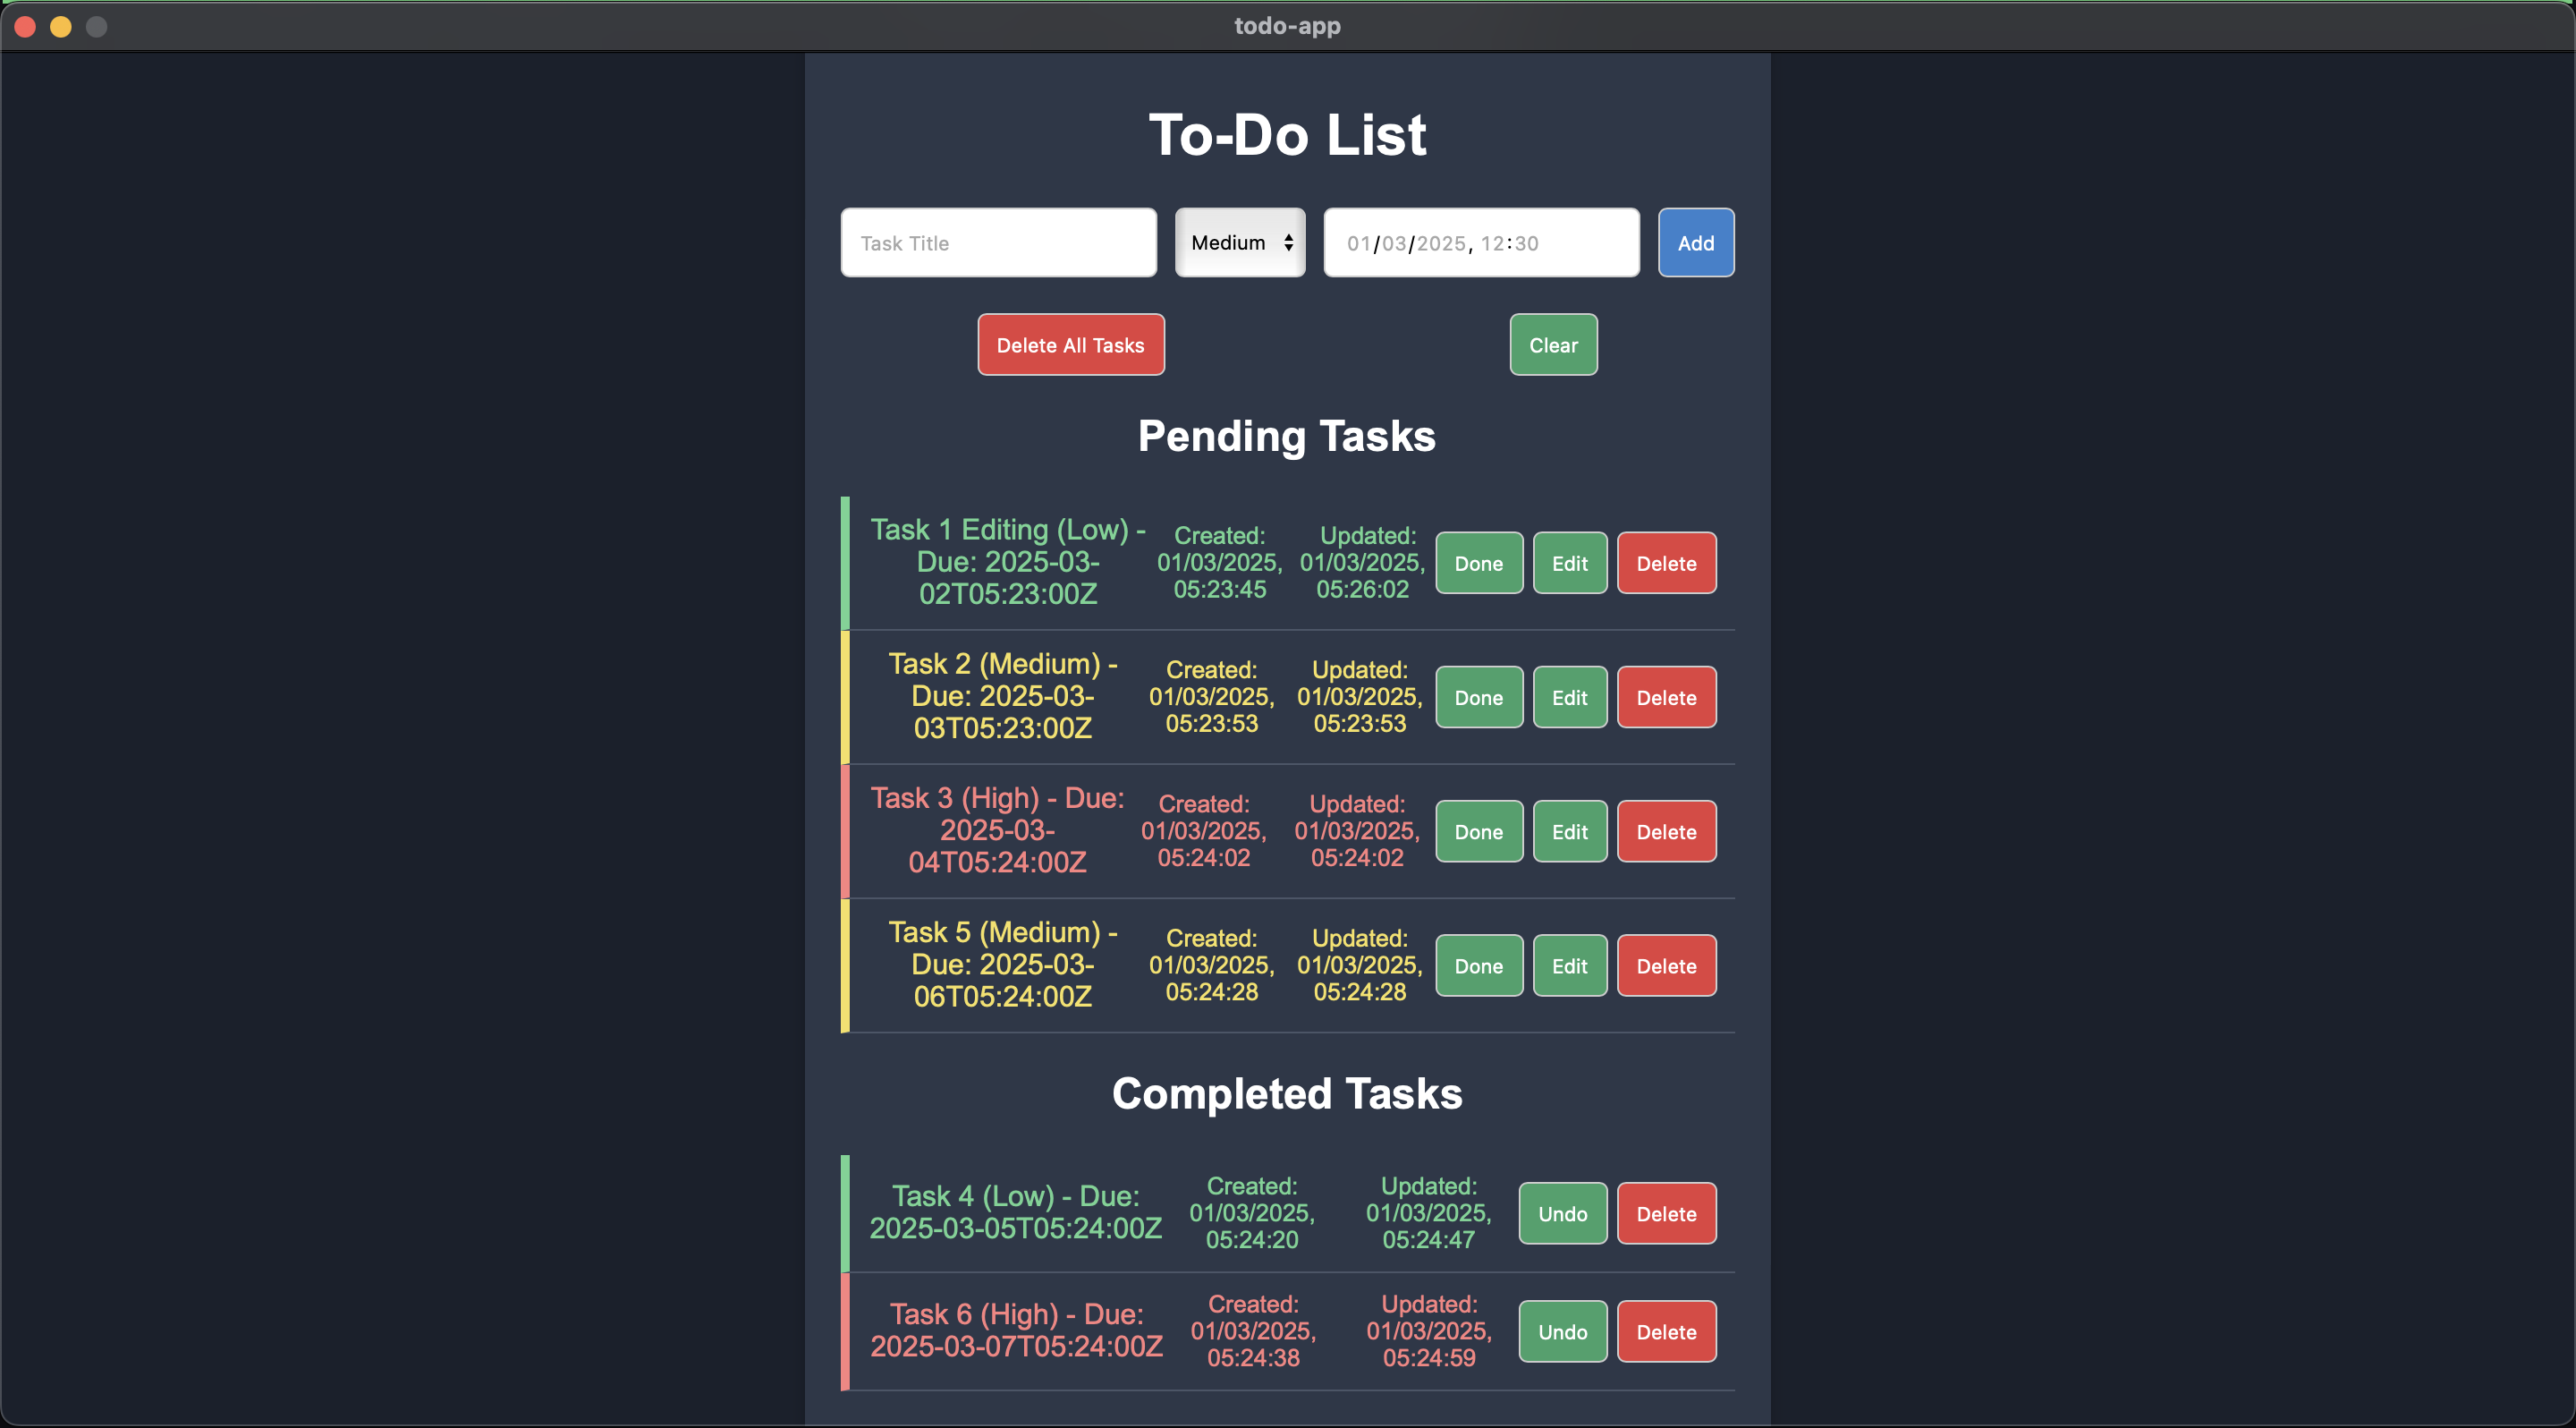 todo-app
To-Do List
Task Title
Medium
01/03/2025, 12:30
Add
Delete All Tasks
Clear
Pending Tasks
Task 1 Editing (Low) -
Due: 2025-03-
02T05:23:00Z
Created:
01/03/2025,
05:23:45
Updated:
01/03/2025,
05:26:02
Done
Edit
Delete
Task 2 (Medium) -
Due: 2025-03-
03T05:23:00Z
Created:
01/03/2025,
05:23:53
Updated:
01/03/2025,
05:23:53
Done
Edit
Delete
Task 3 (High) - Due:
2025-03-
04T05:24:00Z
Created:
01/03/2025,
05:24:02
Updated:
01/03/2025,
05:24:02
Done
Edit
Delete
Task 5 (Medium) -
Due: 2025-03-
06T05:24:00Z
Created:
01/03/2025,
05:24:28
Updated:
01/03/2025,
05:24:28
Done
Edit
Delete
Completed Tasks
Task 4 (Low) - Due:
2025-03-05T05:24:00Z
Created:
01/03/2025,
05:24:20
Updated:
01/03/2025,
05:24:47
Undo
Delete
Task 6 (High) - Due:
2025-03-07T05:24:00Z
Created:
01/03/2025,
05:24:38
Updated:
01/03/2025,
05:24:59
Undo
Delete